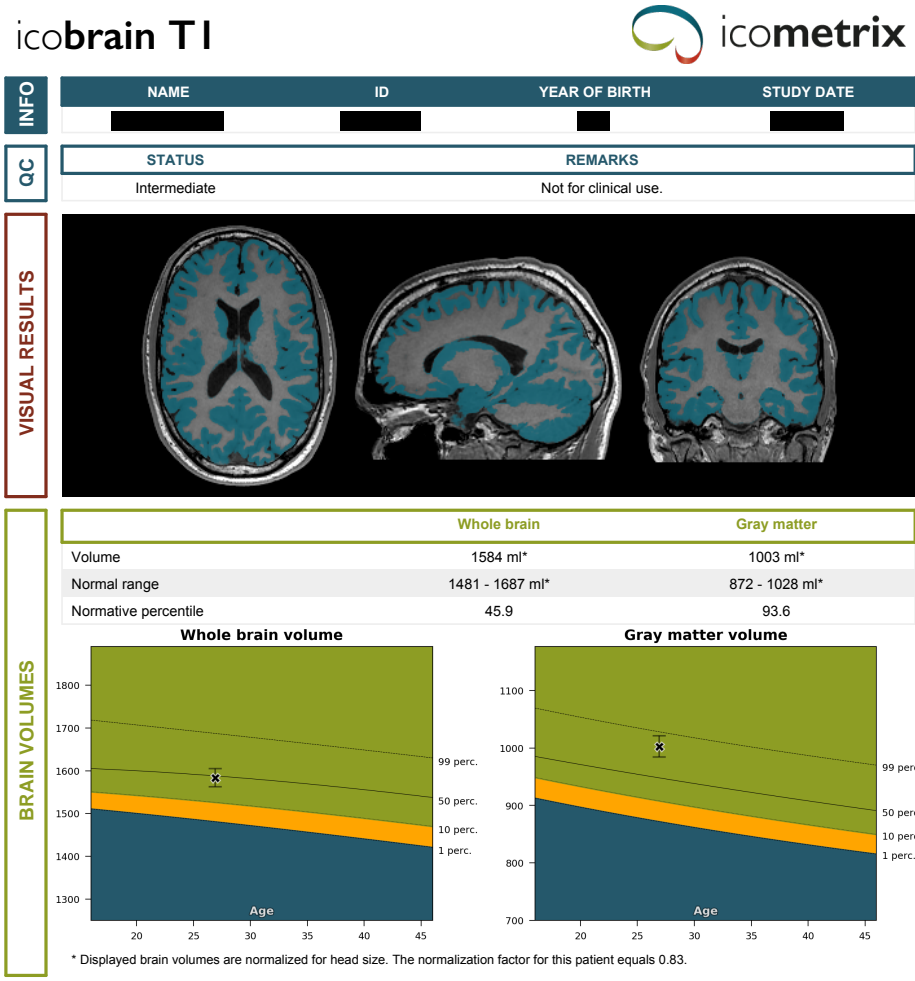 icobrain T1
icometrix
INFO
NAME ID YEAR OF BIRTH STUDY DATE
QC
STATUS REMARKS
Intermediate Not for clinical use.
VISUAL RESULTS
BRAIN VOLUMES
Whole brain Gray matter
Volume 1584 ml* 1003 ml*
Normal range 1481 - 1687 ml* 872 - 1028 ml*
Normative percentile 45.9 93.6
Whole brain volume
1800
1700
1600
1500
1400
1300
99 perc.
50 perc.
10 perc.
1 perc.
Age
20 25 30 35 40 45
Gray matter volume
1100
1000
900
800
700
99 perc
50 perc
10 perc
1 perc.
Age
20 25 30 35 40 45
* Displayed brain volumes are normalized for head size. The normalization factor for this patient equals 0.83.